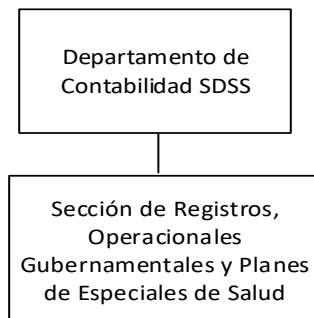 Departamento de
Contabilidad SDSS
Sección de Registros,
Operacionales
Gubernamentales y Planes
de Especiales de Salud